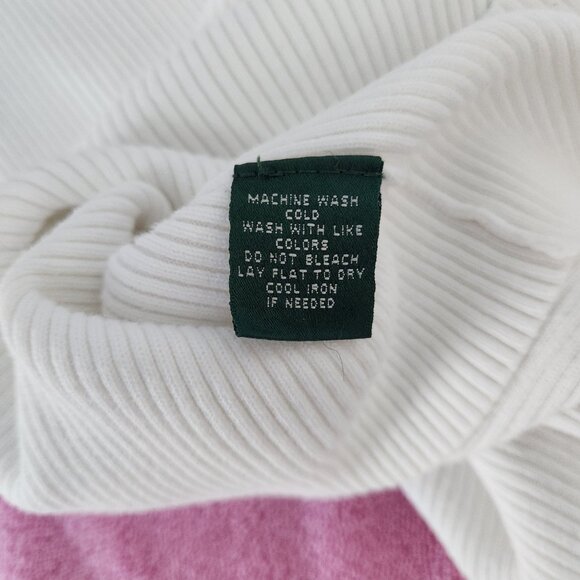 MACHINE WASH
COLD
WASH WITH LIKE
COLORS
DO NOT BLEACH
LAY FLAT TO DRY
COOL IRON
IF NEEDED